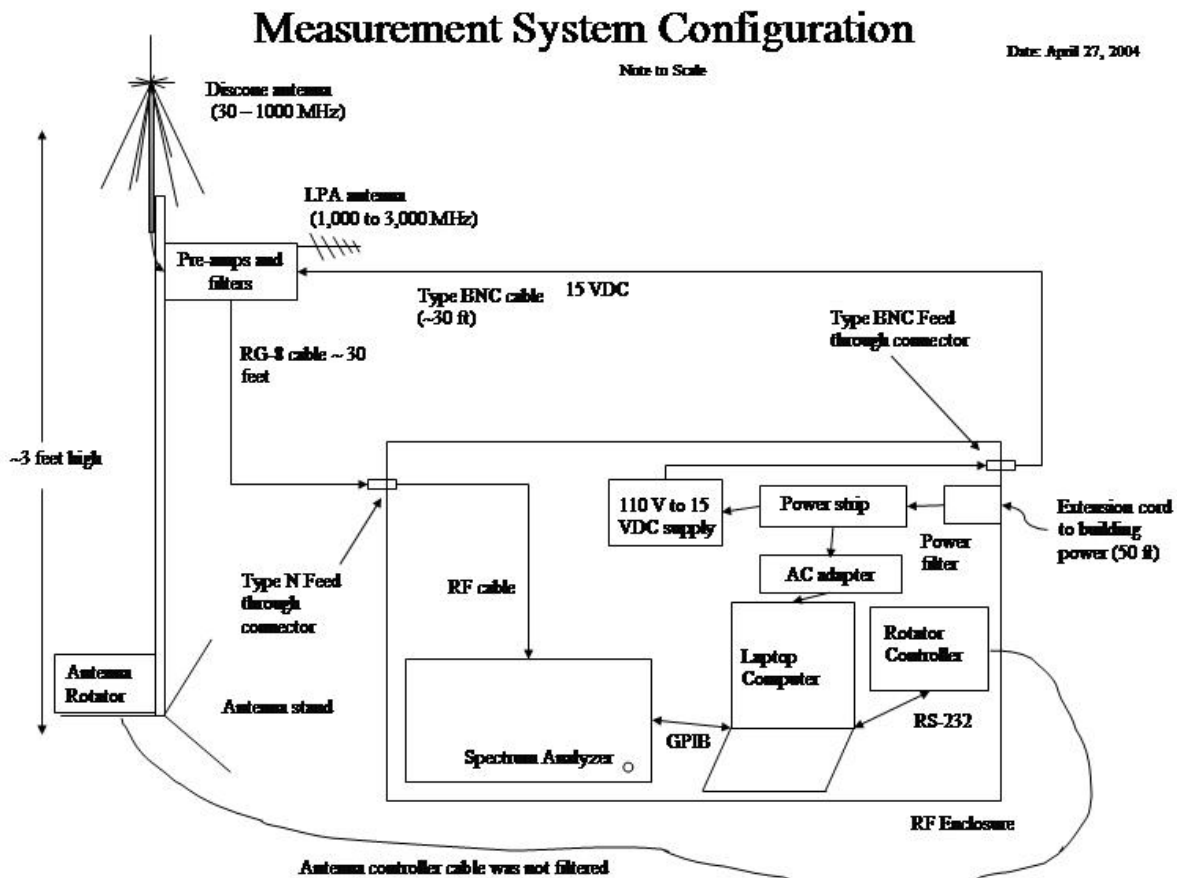 Measurement System Configuration
Date: April 27, 2004
Note to Scale
Discone antenna
(30 – 1000 MHz)
LPA antenna
(1,000 to 3,000 MHz)
Pre-amps and
filters
Type BNC cable
(~30 ft)
15 VDC
Type BNC Feed
through connector
RG-8 cable ~ 30
feet
~3 feet high
110 V to 15
VDC supply
Power strip
Power
filter
Extension cord
to building
power (50 ft)
AC adapter
Type N Feed
through
connector
RF cable
Laptop
Computer
Rotator
Controller
Antenna
Rotator
Antenna stand
RS-232
GPIB
Spectrum Analyzer
RF Enclosure
Antenna controller cable was not filtered